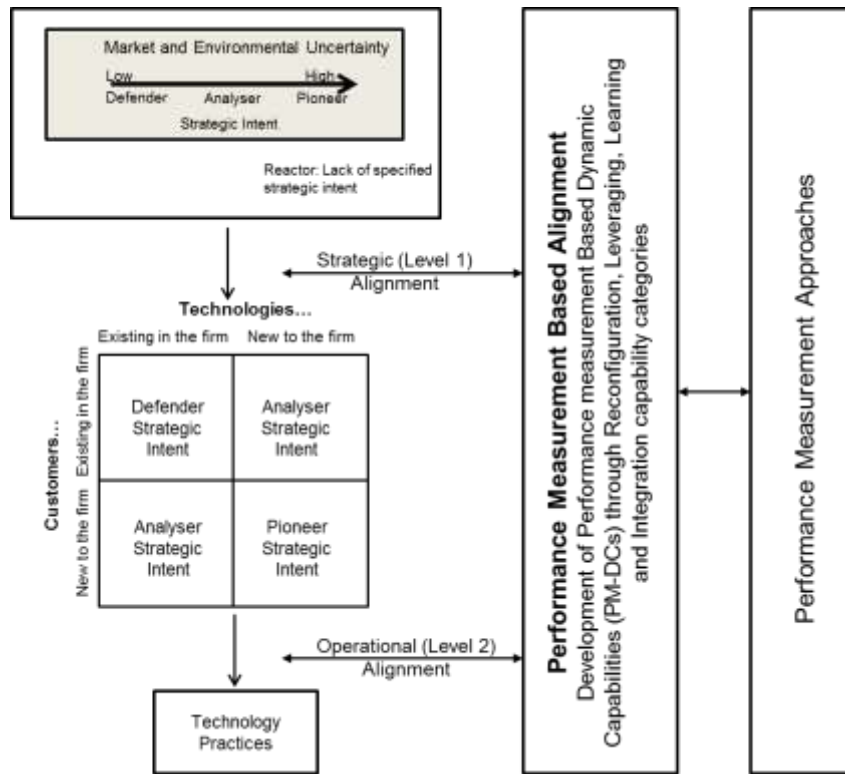 Market and Environmental Uncertainty
Low High
Defender Analyser Pioneer
Strategic Intent
Reactor: Lack of specified
strategic intent
Strategic (Level 1)
Alignment
Technologies…
Existing in the firm New to the firm
Customers…
Existing in the firm
New to the firm
Defender
Strategic
Intent
Analyser
Strategic
Intent
Analyser
Strategic
Intent
Pioneer
Strategic
Intent
Operational (Level 2)
Alignment
Technology
Practices
Performance Measurement Based Alignment
Development of Performance measurement Based Dynamic
Capabilities (PM-DCs) through Reconfiguration, Leveraging, Learning
and Integration capability categories
Performance Measurement Approaches